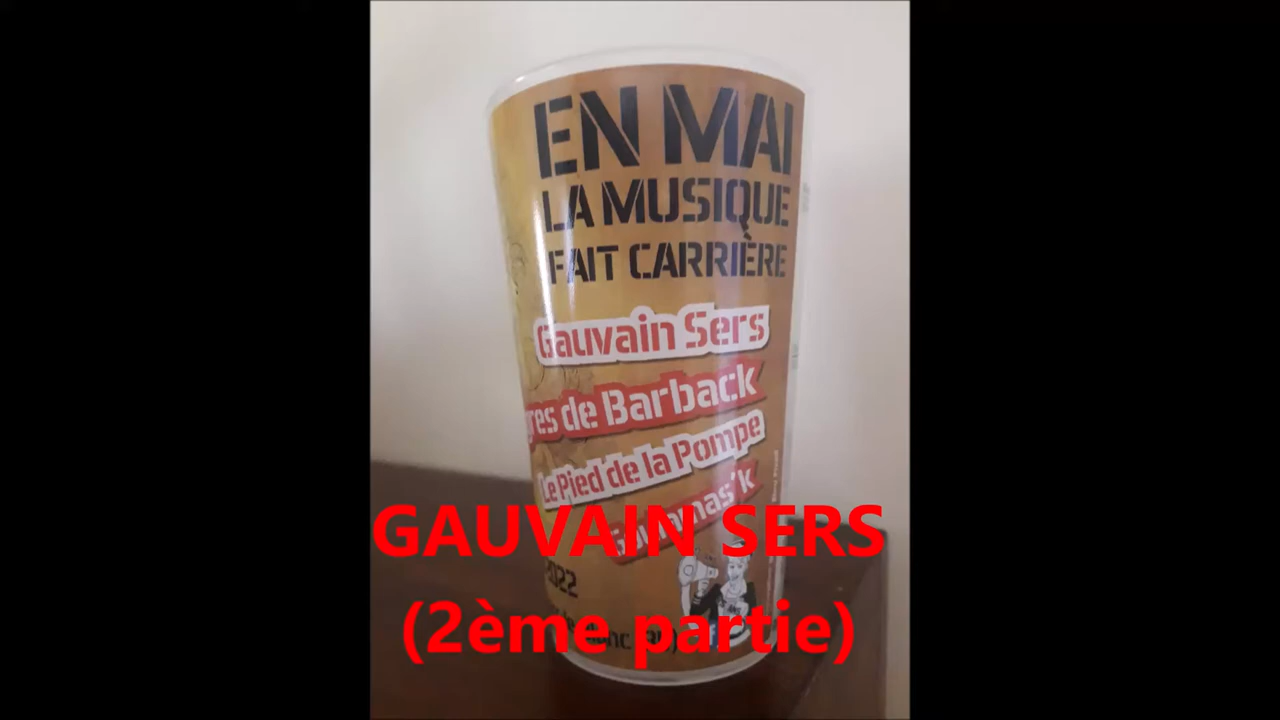 EN MAI
LA MUSIQUE
FAIT CARRIÈRE
Gauvain Sers
de Barback
Le Pied de la Pompe
GAUVAIN SERS
2022
(2ème partie)